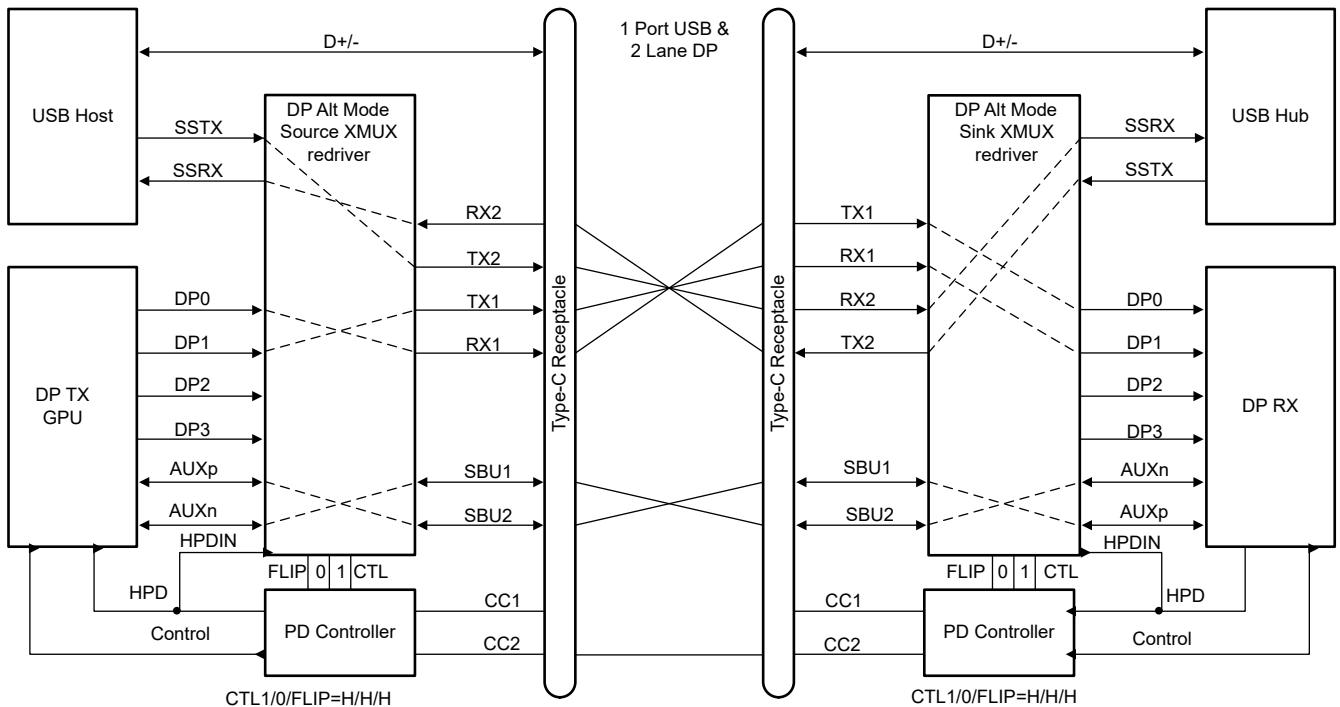 1 Port USB &
2 Lane DP
D+/-
D+/-
USB Host
SSTX
SSRX
DP Alt Mode
Source XMUX
redriver
RX2
TX2
TX1
RX1
DP TX
GPU
DP0
DP1
DP2
DP3
AUXp
AUXn
HPDIN
SBU1
SBU2
FLIP 0 1 CTL
HPD
Control
PD Controller
CC1
CC2
CTL1/0/FLIP=H/H/H
Type-C Receptacle
Type-C Receptacle
DP Alt Mode
Sink XMUX
redriver
TX1
RX1
RX2
TX2
SBU1
SBU2
SSRX
SSTX
USB Hub
DP0
DP1
DP2
DP3
AUXn
AUXp
HPDIN
DP RX
FLIP 0 1 CTL
HPD
Control
CC1
CC2
PD Controller
CTL1/0/FLIP=H/H/H